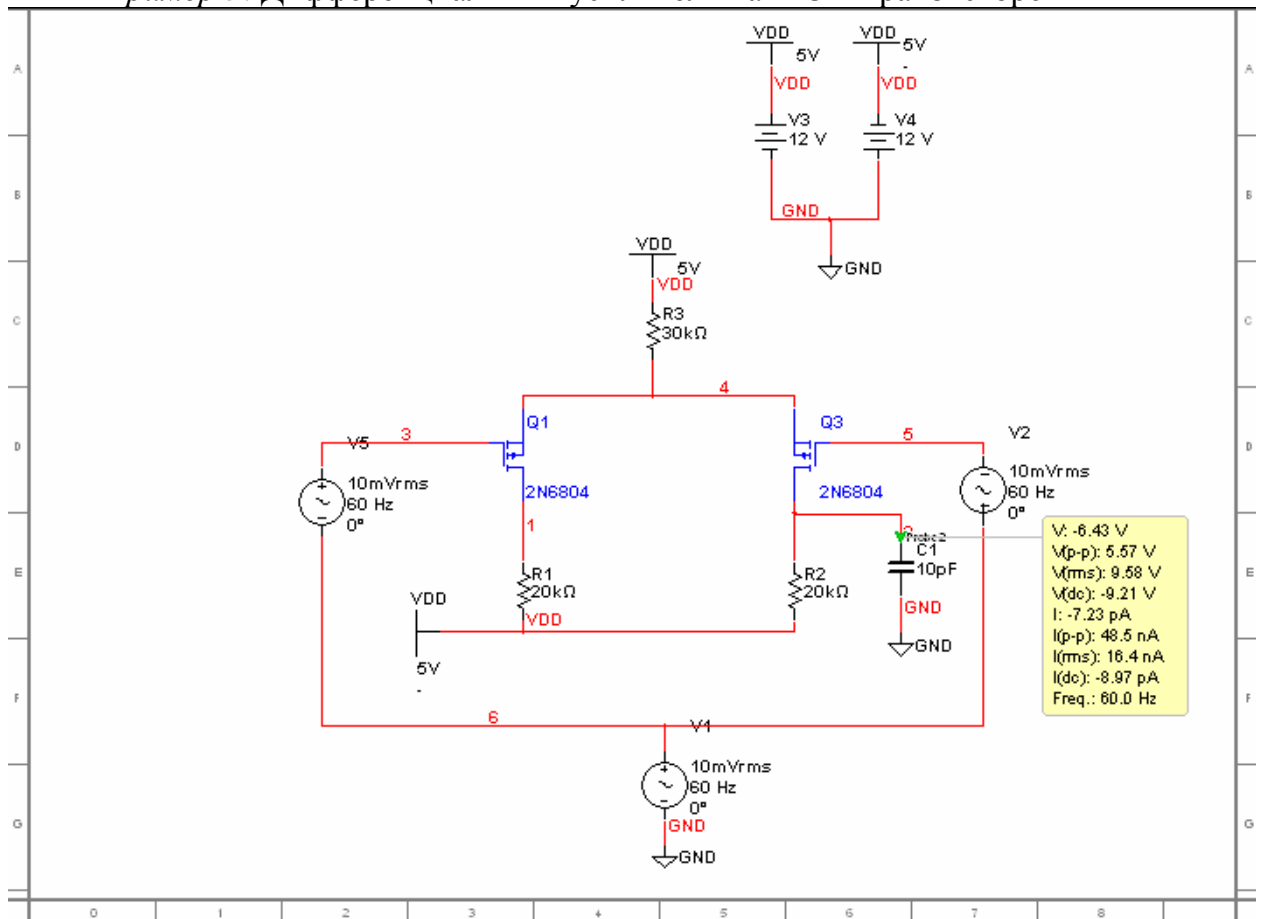 VDD
5V
VDD
VDD
5V
-
VDD
V3
12 V
V4
12 V
GND
GND
VDD
5V
VDD
R3
30kΩ
4
Q1
2N6804
Q3
2N6804
3
V5
10mVrms
60 Hz
0°
5
V2
10mVrms
60 Hz
0°
1
R1
20kΩ
VDD
R2
20kΩ
Probe2
C1
10pF
GND
GND
V: -6.43 V
V(p-p): 5.57 V
V(rms): 9.58 V
V(dc): -9.21 V
I: -7.23 pA
I(p-p): 48.5 nA
I(rms): 16.4 nA
I(dc): -8.97 pA
Freq.: 60.0 Hz
VDD
5V
-
6
V1
10mVrms
60 Hz
0°
GND
GND
A
B
C
D
E
F
G
A
B
C
D
E
F
G
0
1
2
3
4
5
6
7
8